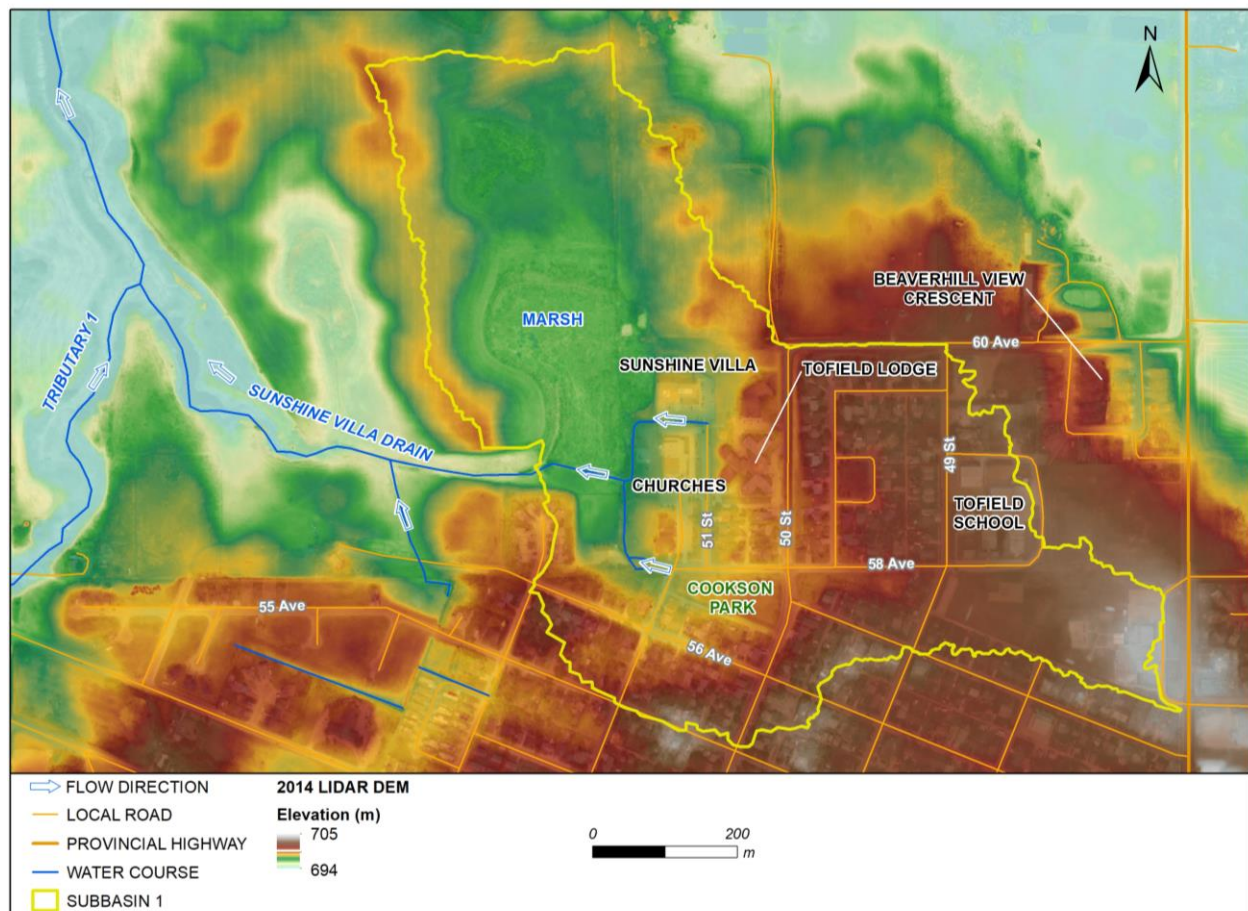 N
BEAVERHILL VIEW
CRESCENT
60 Ave
MARSH
SUNSHINE VILLA
TOFIELD LODGE
TRIBUTARY 1
SUNSHINE VILLA DRAIN
49 St
CHURCHES
TOFIELD
SCHOOL
51 St
50 St
58 Ave
COOKSON
PARK
55 Ave
56 Ave
FLOW DIRECTION
LOCAL ROAD
PROVINCIAL HIGHWAY
WATER COURSE
SUBBASIN 1
2014 LIDAR DEM
Elevation (m)
705
694
0
200
m